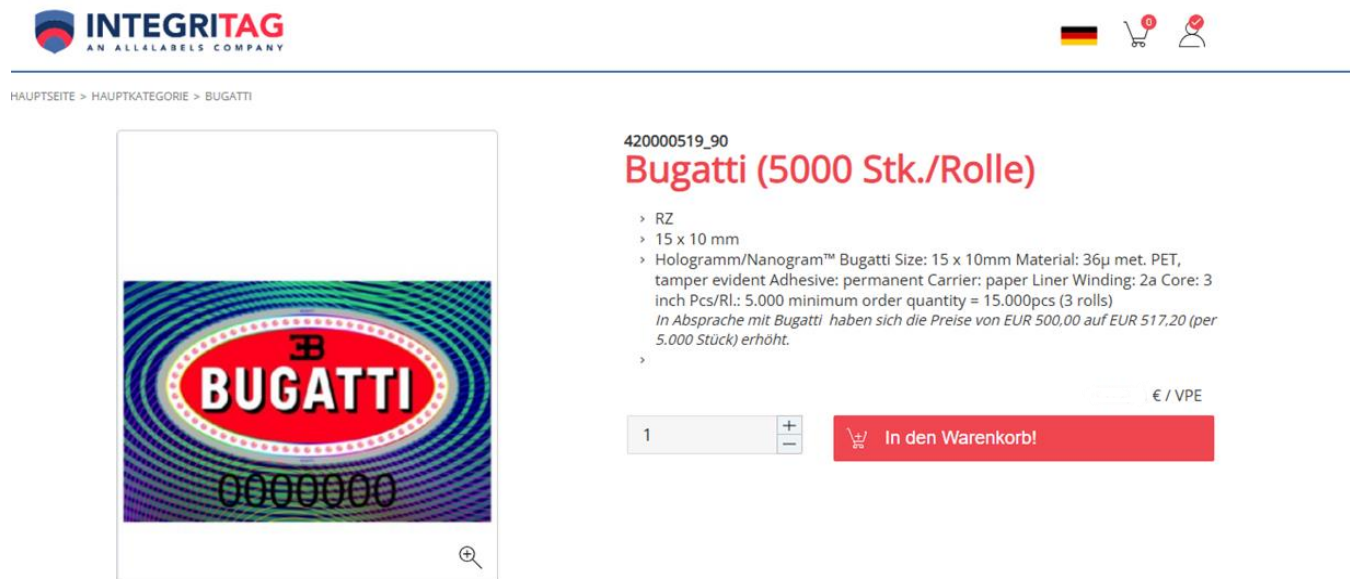 INTEGRITAG
AN ALL4LABELS COMPANY
0
HAUPTSEITE > HAUPTKATEGORIE > BUGATTI
420000519_90
Bugatti (5000 Stk./Rolle)
› RZ
› 15 x 10 mm
› Hologramm/Nanogram™ Bugatti Size: 15 x 10mm Material: 36µ met. PET,
tamper evident Adhesive: permanent Carrier: paper Liner Winding: 2a Core: 3
inch Pcs/Rl.: 5.000 minimum order quantity = 15.000pcs (3 rolls)
In Absprache mit Bugatti haben sich die Preise von EUR 500,00 auf EUR 517,20 (per
5.000 Stück) erhöht.
›
EB
BUGATTI
0000000
€ / VPE
1
+
−
In den Warenkorb!